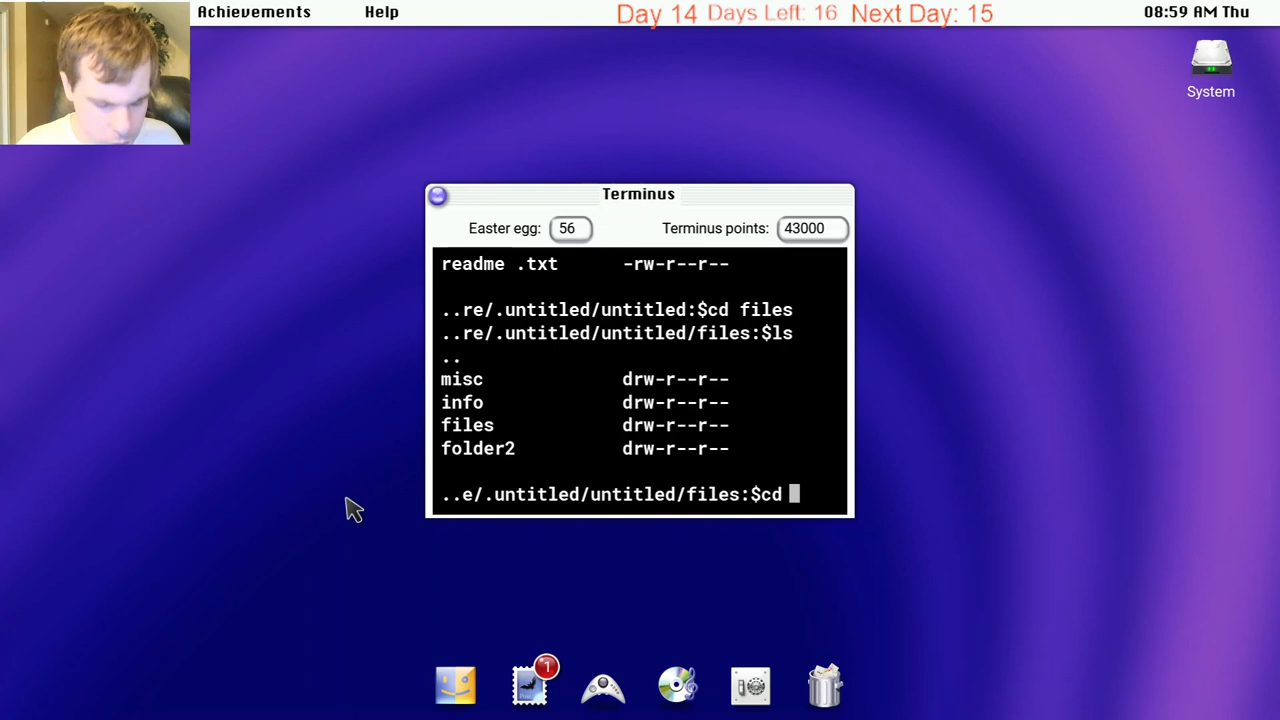 Achievements Help Day 14 Days Left: 16 Next Day: 15 08:59 AM Thu
System
Terminus
Easter egg: 56 Terminus points: 43000
readme .txt -rw-r--r--
..re/.untitled/untitled:$cd files
..re/.untitled/untitled/files:$ls
..
misc drw-r--r--
info drw-r--r--
files drw-r--r--
folder2 drw-r--r--
..e/.untitled/untitled/files:$cd
1